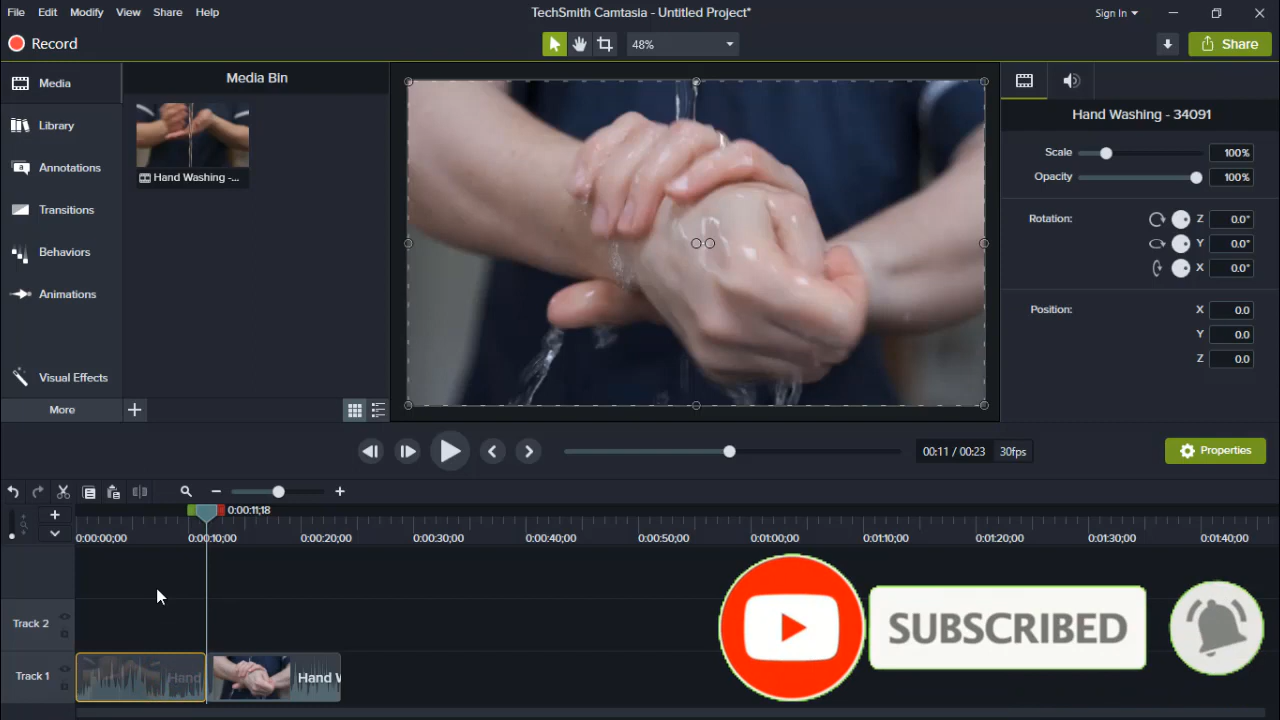 File Edit Modify View Share Help
TechSmith Camtasia - Untitled Project*
Sign In
Record
48%
Share
Media
Library
Annotations
Transitions
Behaviors
Animations
Visual Effects
More
Media Bin
Hand Washing -...
Hand Washing - 34091
Scale 100%
Opacity 100%
Rotation: Z 0.0°
Y 0.0°
X 0.0°
Position: X 0.0
Y 0.0
Z 0.0
00:11 / 00:23 30fps
Properties
0:00:11;18
0:00:00;00 0:00:10;00 0:00:20;00 0:00:30;00 0:00:40;00 0:00:50;00 0:01:00;00 0:01:10;00 0:01:20;00 0:01:30;00 0:01:40;00
Track 2
Track 1
Hand
Hand W
SUBSCRIBED